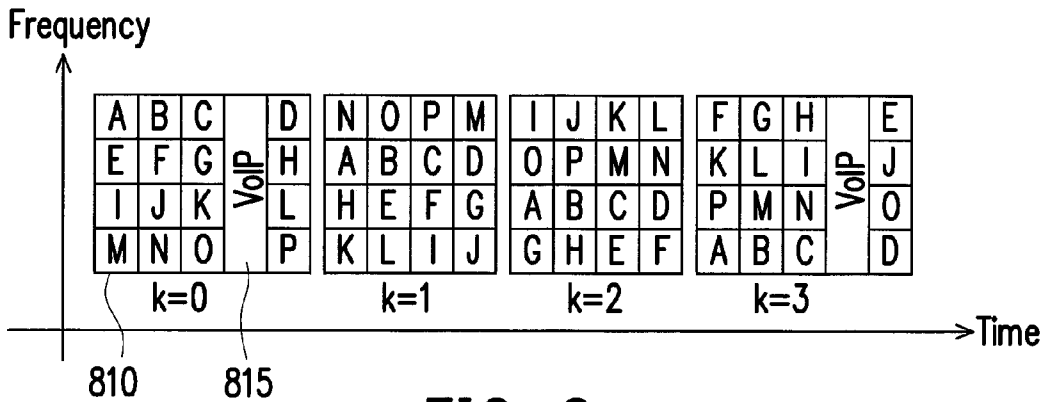 Frequency
A B C D N O P M I J K L F G H E
E F G VoIP H A B C D O P M N K L I VoIP J
I J K L H E F G A B C D P M N O
M N O P K L I J G H E F A B C D
k=0 k=1 k=2 k=3
Time
810 815